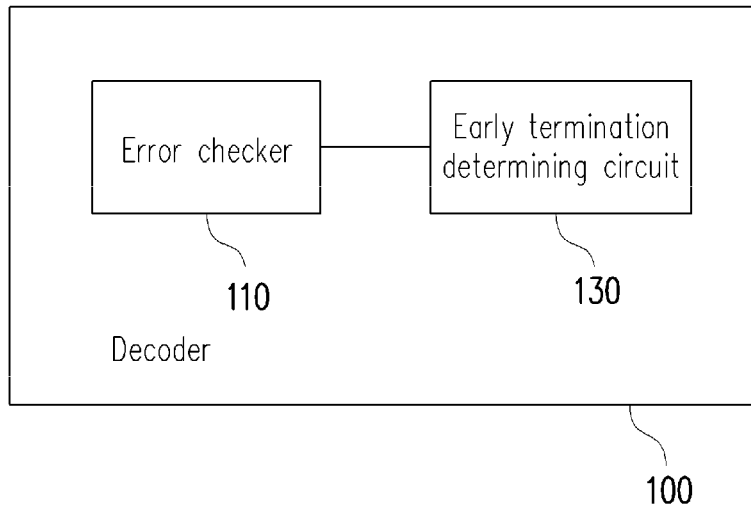 Error checker
Early termination
determining circuit
110
130
Decoder
100